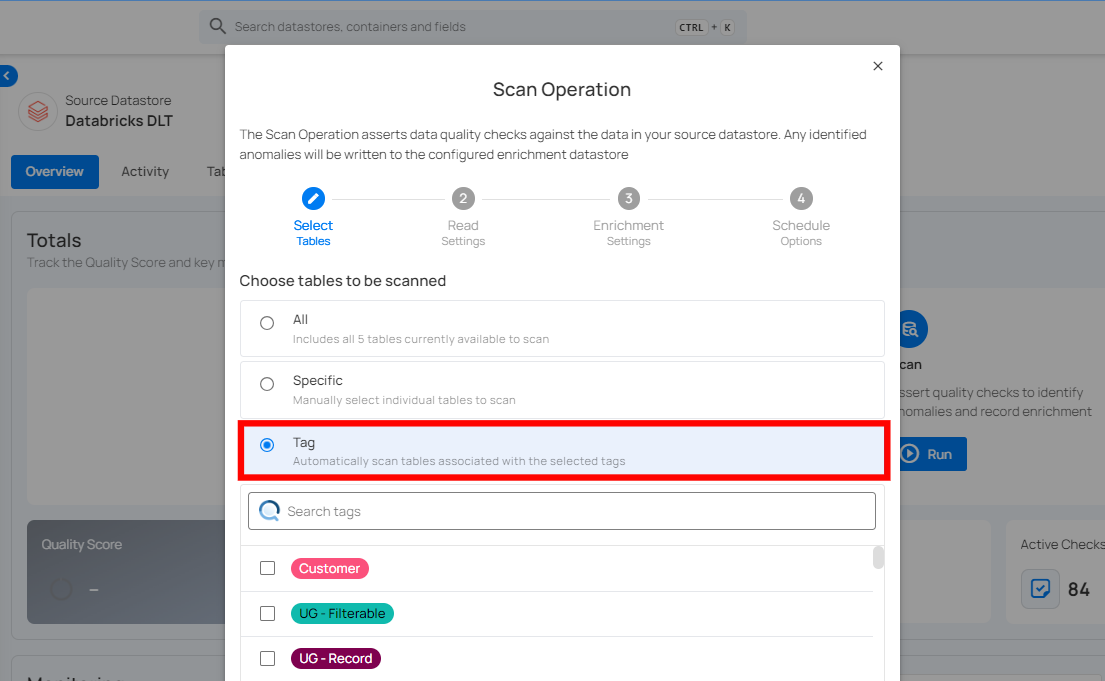 Search datastores, containers and fields CTRL + K
Scan Operation
Source Datastore
Databricks DLT
The Scan Operation asserts data quality checks against the data in your source datastore. Any identified
anomalies will be written to the configured enrichment datastore
Overview Activity
2 3 4
Select Read Enrichment Schedule
Tables Settings Settings Options
Totals
Track the Quality Score and key
Choose tables to be scanned
All
Includes all 5 tables currently available to scan
Specific
Manually select individual tables to scan
Tag
Automatically scan tables associated with the selected tags
Search tags
Customer
UG - Filterable
UG - Record
Quality Score
–
can
ssert quality checks to identify
nomalies and record enrichment
Run
Active Checks
84